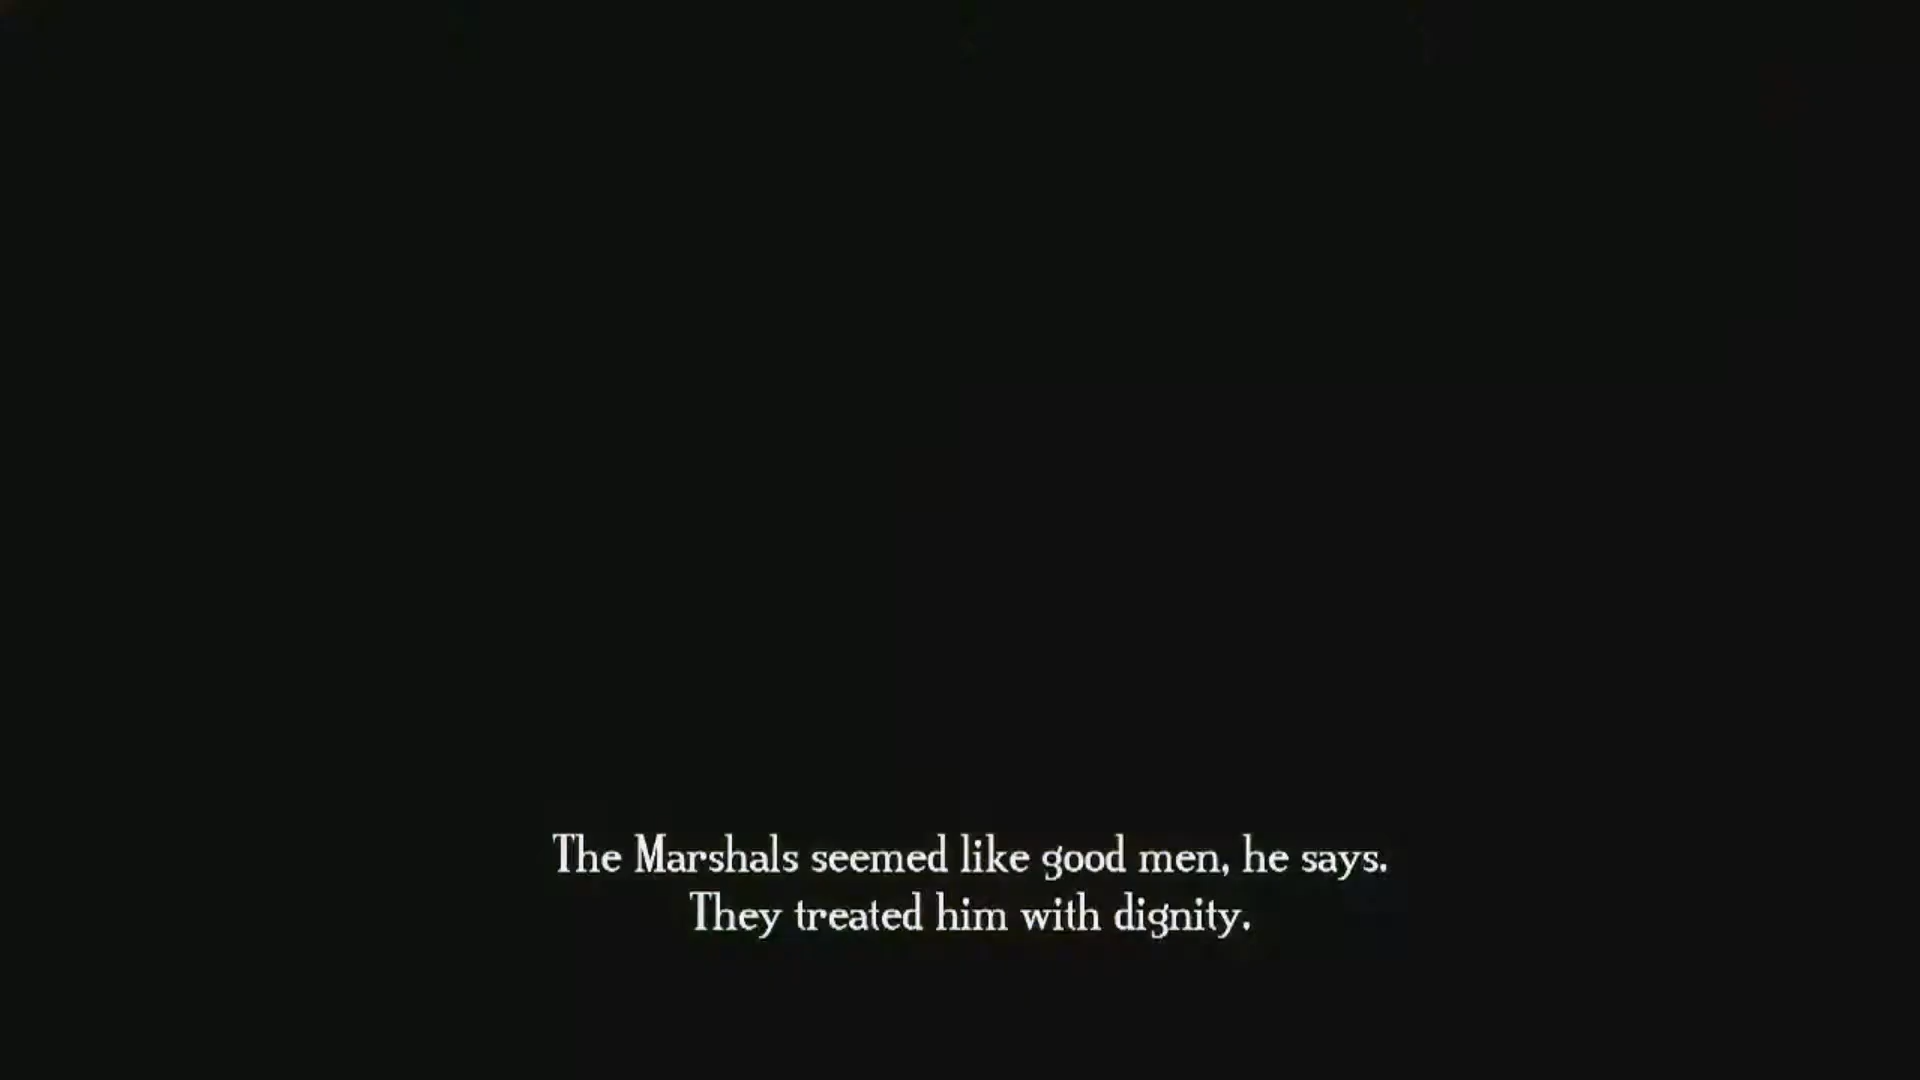 The Marshals seemed like good men, he says.
They treated him with dignity.